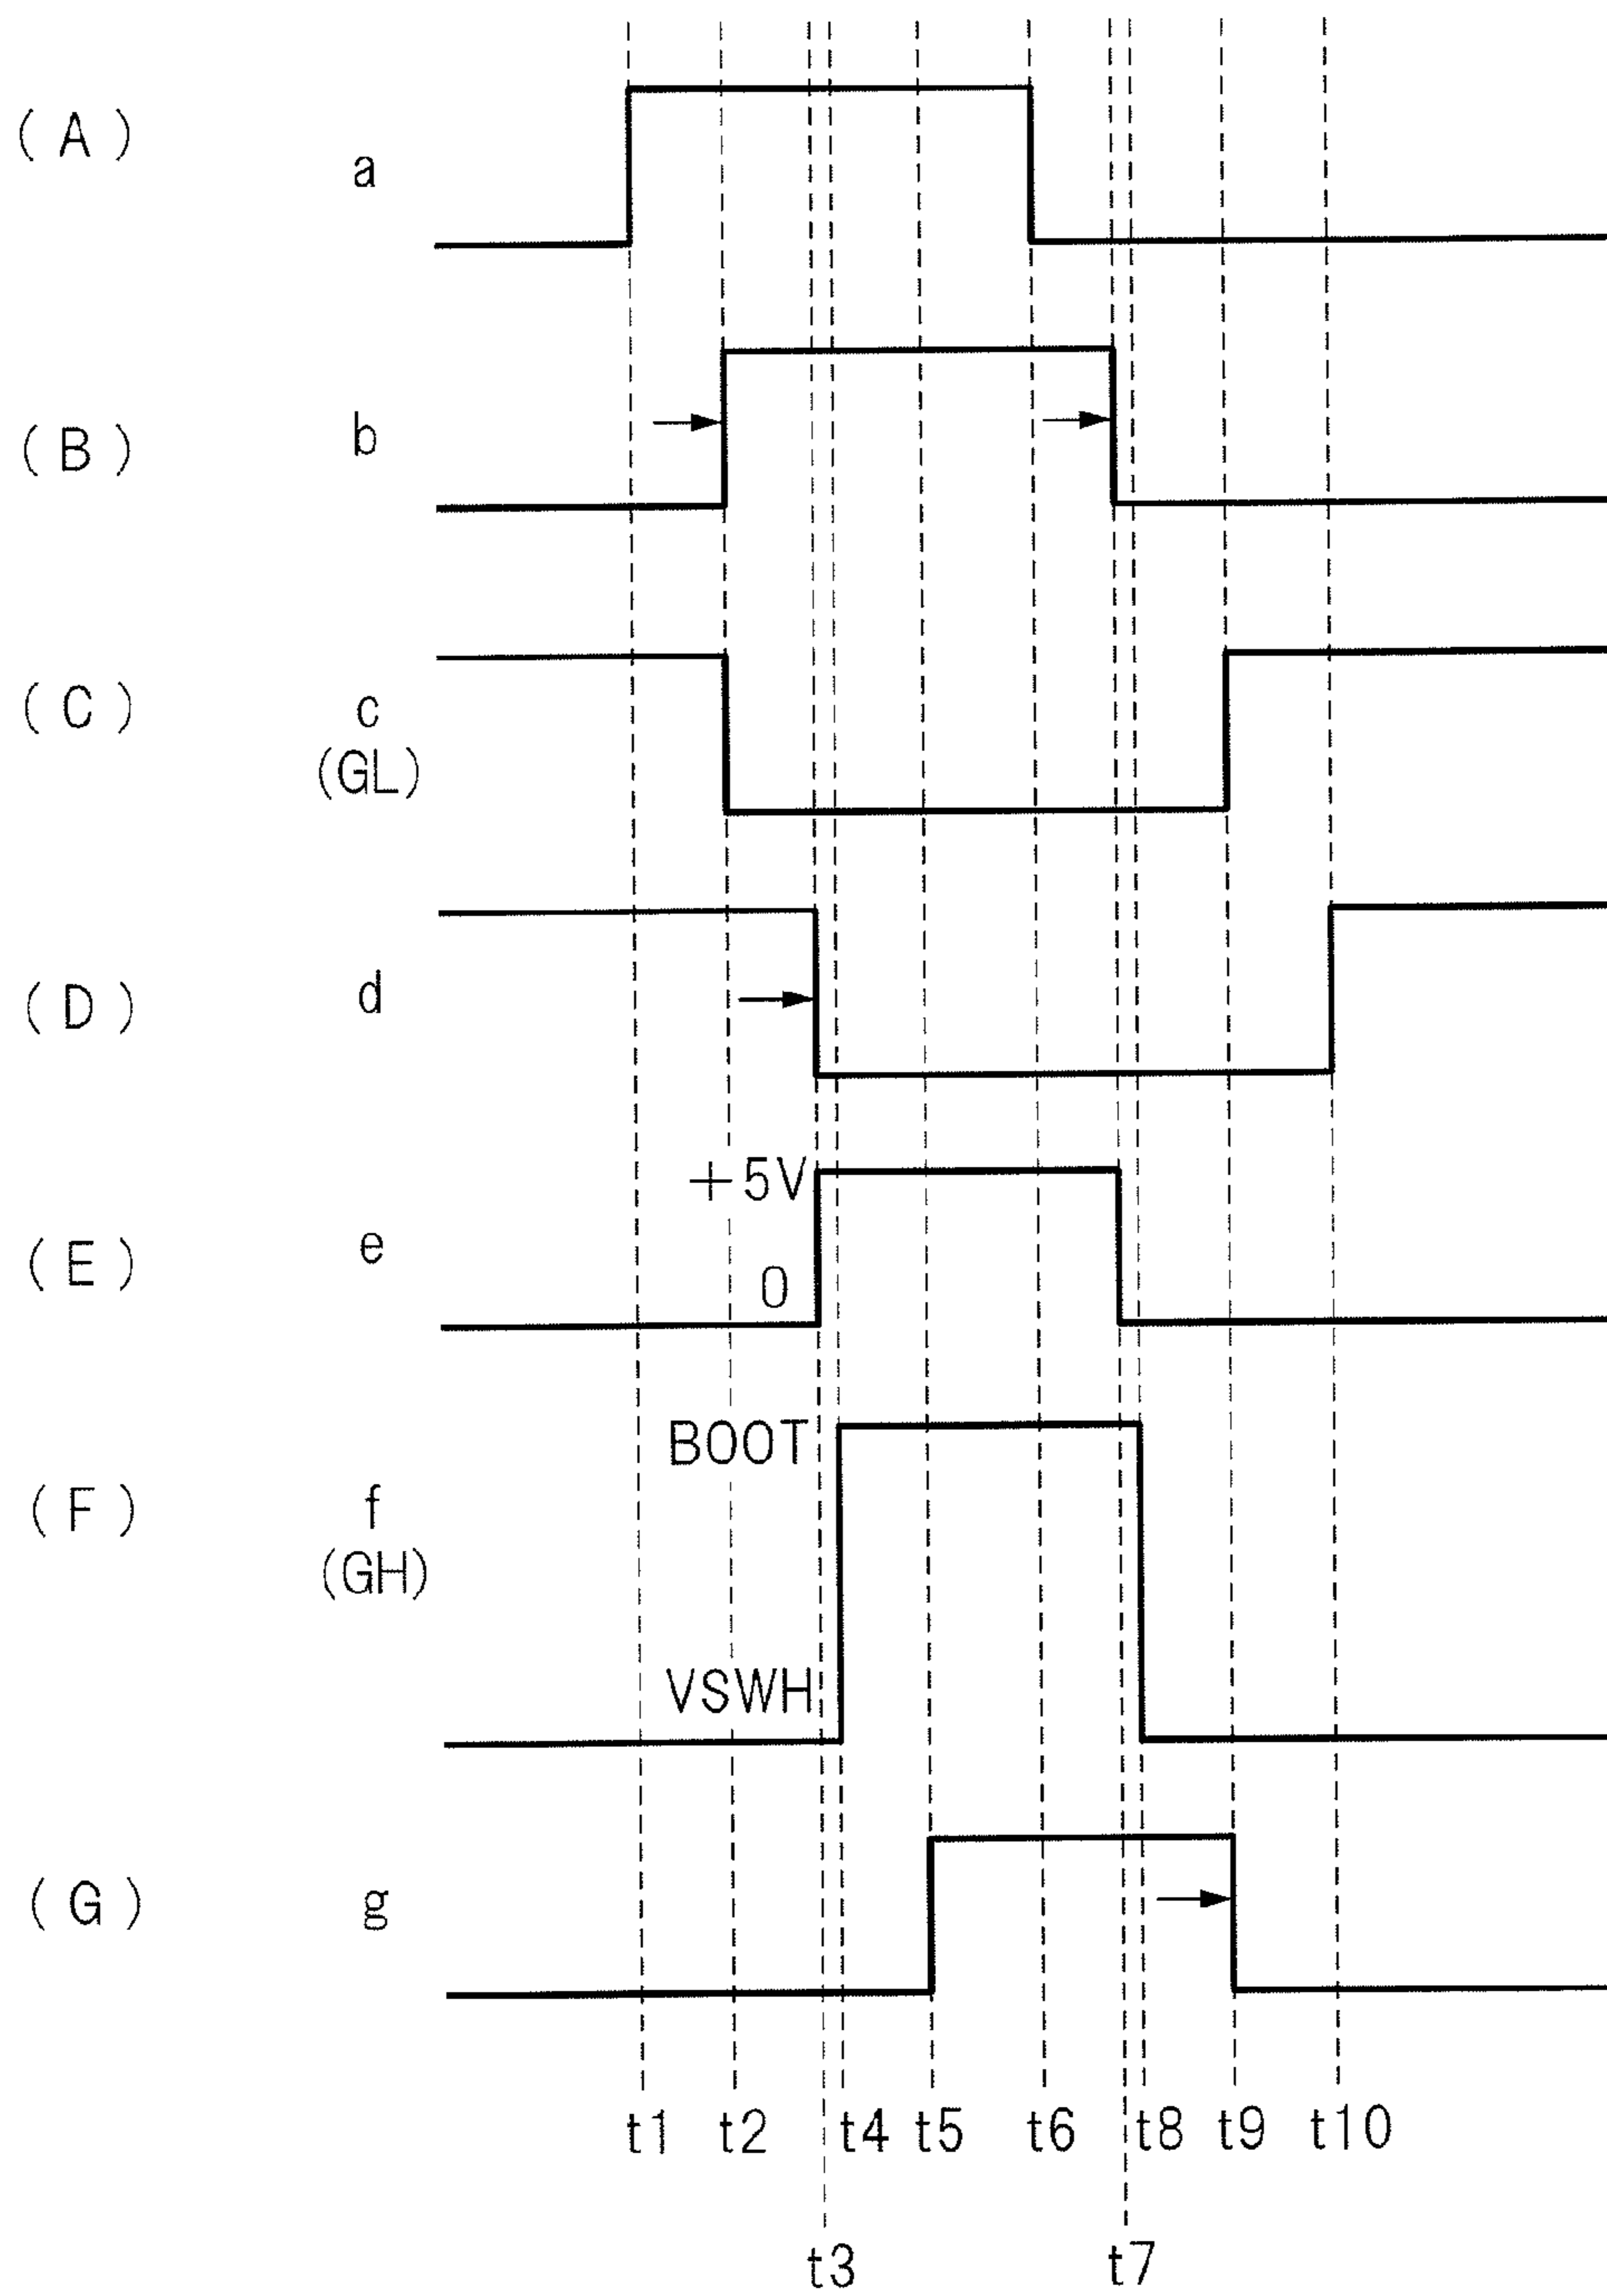 (A) a
(B) b
(C) c
(GL)
(D) d
+5V
(E) e
0
BOOT
(F) f
(GH)
VSWH
(G) g
t1 t2 t4 t5 t6 t8 t9 t10
t3 t7